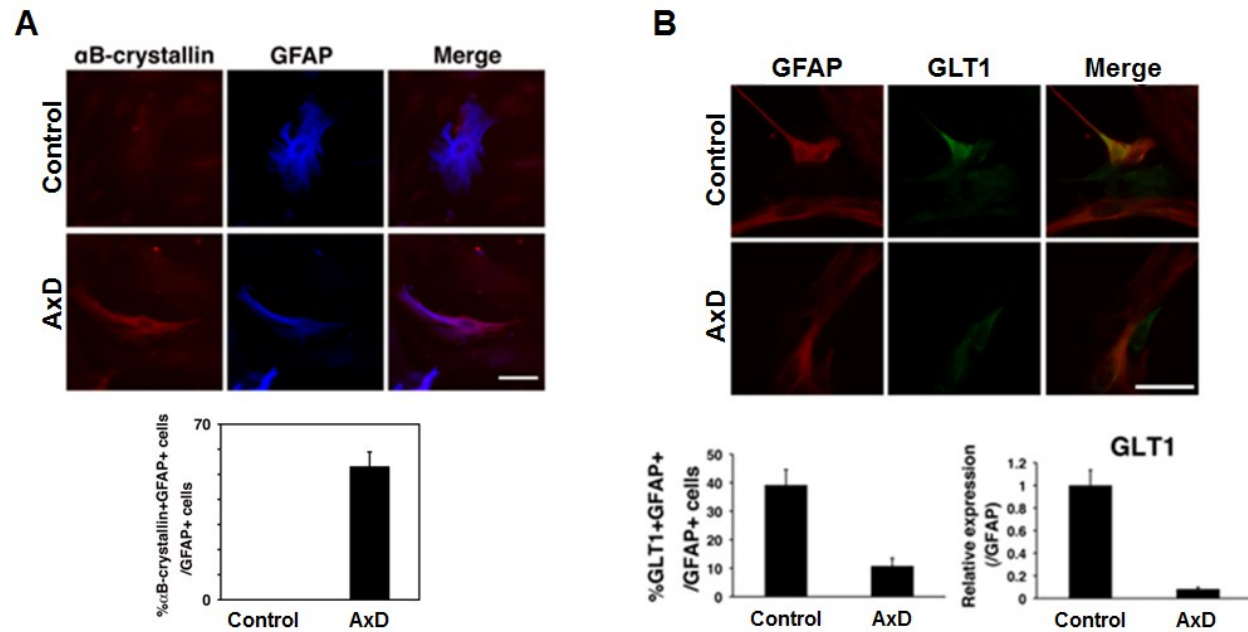 A
αB-crystallin GFAP Merge
Control
AxD
70
0
%αB-crystallin+GFAP+ cells
/GFAP+ cells
Control AxD
B
GFAP GLT1 Merge
Control
AxD
50
40
30
20
10
0
%GLT1+GFAP+
/GFAP+ cells
Control AxD
GLT1
1.2
1
0.8
0.6
0.4
0.2
0
Relative expression
(/GFAP)
Control AxD